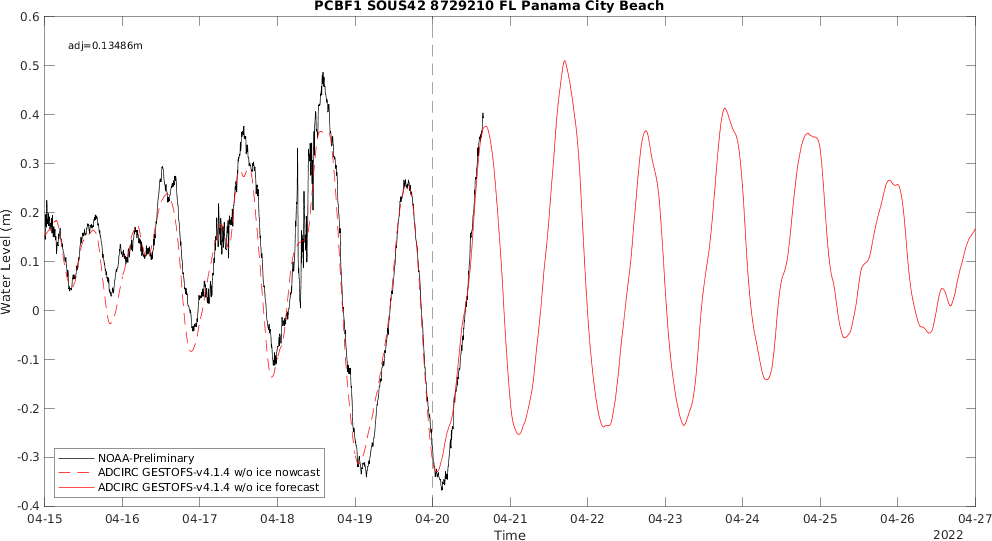 PCBF1 SOUS42 8729210 FL Panama City Beach
adj=0.13486m
Water Level (m)
0.6
0.5
0.4
0.3
0.2
0.1
0
-0.1
-0.2
-0.3
-0.4
NOAA-Preliminary
ADCIRC GESTOFS-v4.1.4 w/o ice nowcast
ADCIRC GESTOFS-v4.1.4 w/o ice forecast
04-15 04-16 04-17 04-18 04-19 04-20 04-21 04-22 04-23 04-24 04-25 04-26 04-27
Time
2022